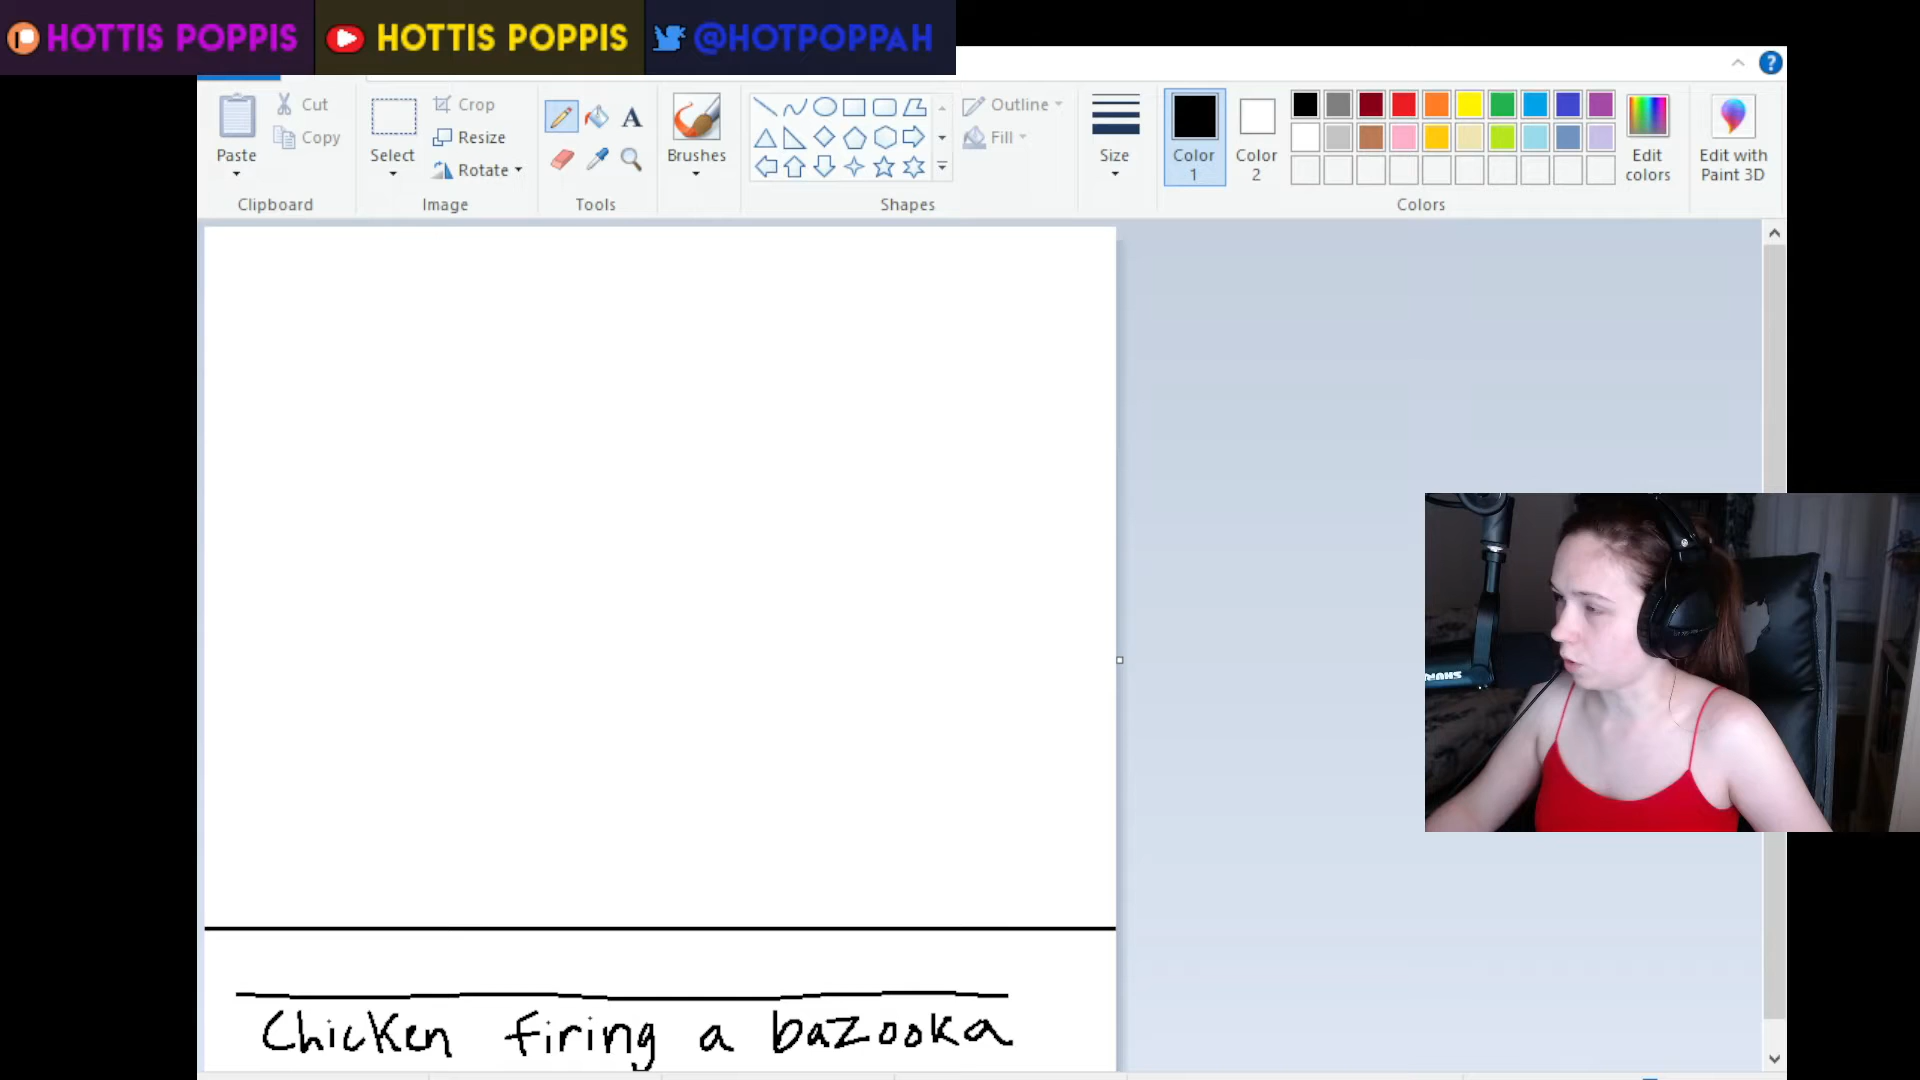 HOTTIS POPPIS HOTTIS POPPIS @HOTPOPPAH
?
Paste
Cut
Copy
Clipboard
Select
Crop
Resize
Rotate
Image
A
Tools
Brushes
Shapes
Outline
Fill
Size
Color 1
Color 2
Edit colors
Colors
Edit with Paint 3D
SHURE
Chicken firing a bazooka